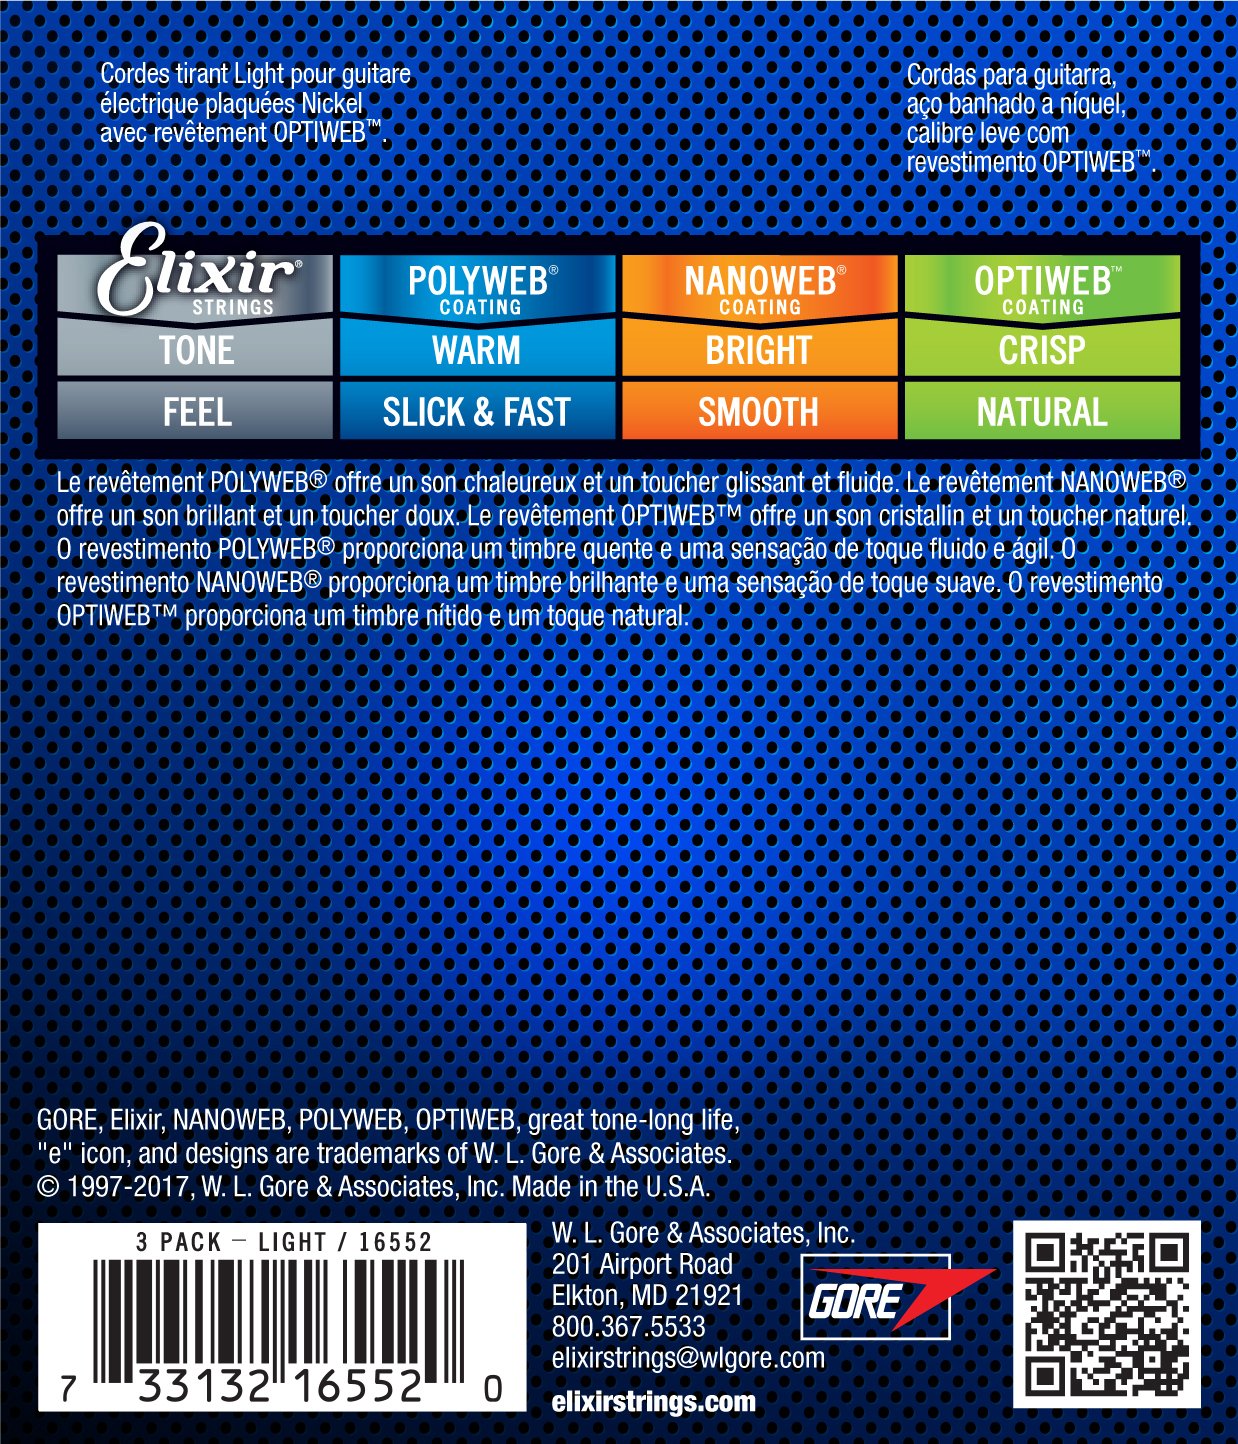 Cordes tirant Light pour guitare
électrique plaquées Nickel
avec revêtement OPTIWEB™.
Cordas para guitarra,
aço banhado a níquel,
calibre leve com
revestimento OPTIWEB™.
Elixir®
STRINGS
POLYWEB®
COATING
NANOWEB®
COATING
OPTIWEB™
COATING
TONE
WARM
BRIGHT
CRISP
FEEL
SLICK & FAST
SMOOTH
NATURAL
Le revêtement POLYWEB® offre un son chaleureux et un toucher glissant et fluide. Le revêtement NANOWEB®
offre un son brillant et un toucher doux. Le revêtement OPTIWEB™ offre un son cristallin et un toucher naturel.
O revestimento POLYWEB® proporciona um timbre quente e uma sensação de toque fluido e ágil. O
revestimento NANOWEB® proporciona um timbre brilhante e uma sensação de toque suave. O revestimento
OPTIWEB™ proporciona um timbre nítido e um toque natural.
GORE, Elixir, NANOWEB, POLYWEB, OPTIWEB, great tone-long life,
"e" icon, and designs are trademarks of W. L. Gore & Associates.
© 1997-2017, W. L. Gore & Associates, Inc. Made in the U.S.A.
3 PACK – LIGHT / 16552
7 33132 16552 0
W. L. Gore & Associates, Inc.
201 Airport Road
Elkton, MD 21921
800.367.5533
elixirstrings@wlgore.com
elixirstrings.com
GORE